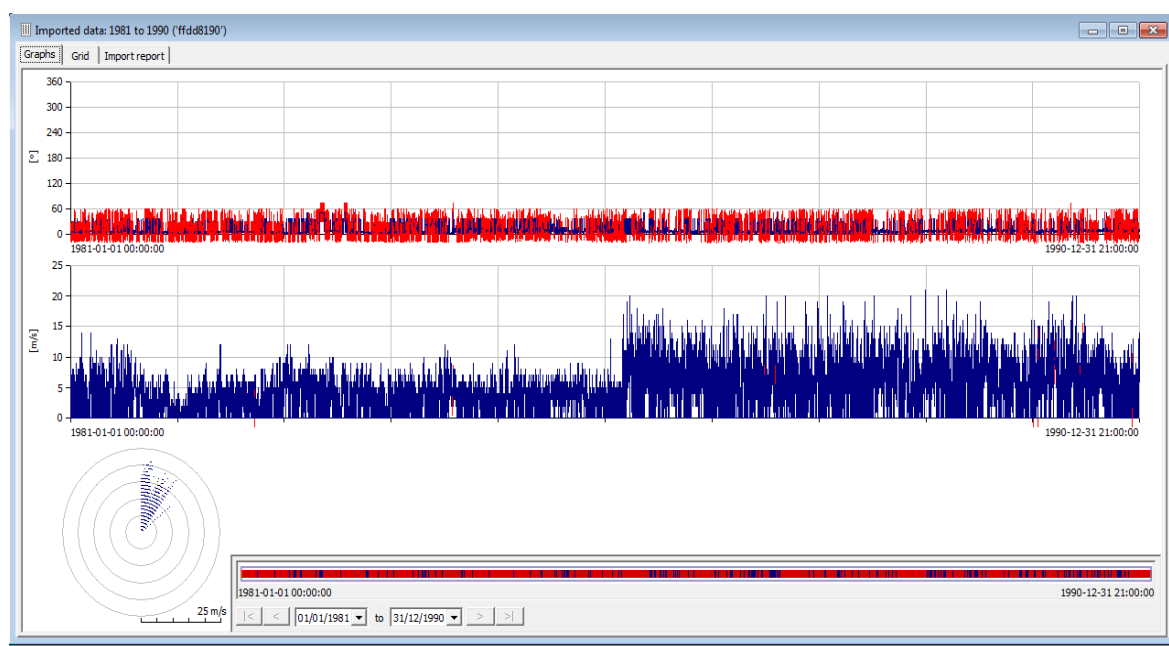 Imported data: 1981 to 1990 ('ffdd8190')
Graphs Grid Import report
360
300
240
[°]
180
120
60
0
1981-01-01 00:00:00 1990-12-31 21:00:00
25
20
15
[m/s]
10
5
0
1981-01-01 00:00:00 1990-12-31 21:00:00
25 m/s
1981-01-01 00:00:00 1990-12-31 21:00:00
|< < 01/01/1981 to 31/12/1990 > >|